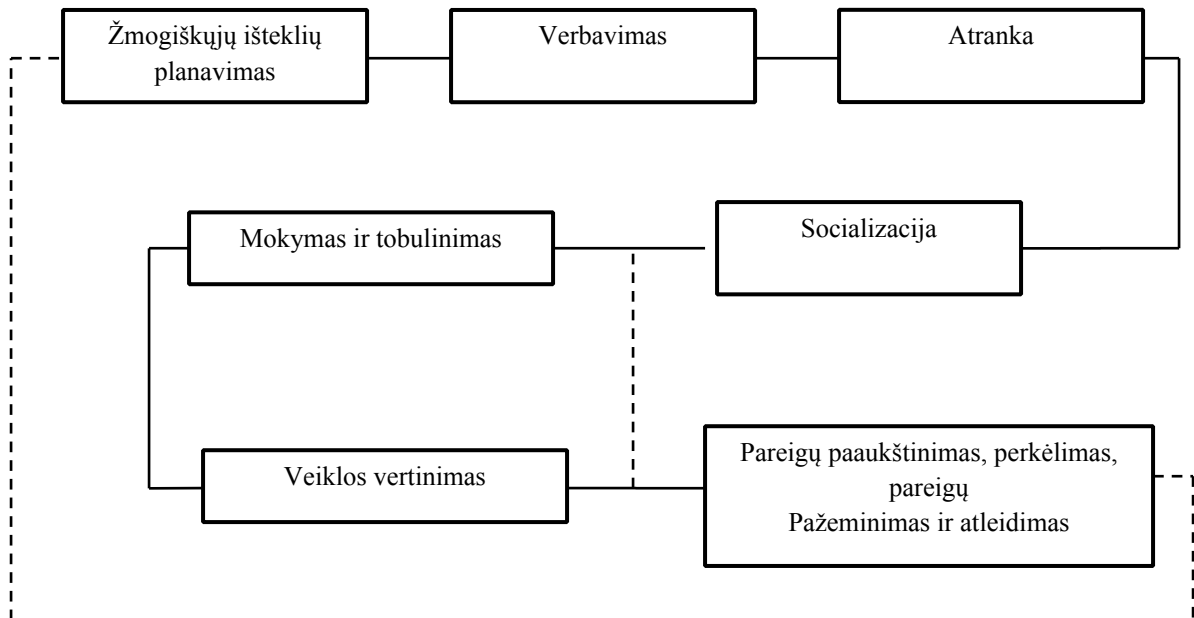 Žmogiškųjų išteklių
planavimas
Verbavimas
Atranka
Mokymas ir tobulinimas
Socializacija
Veiklos vertinimas
Pareigų paaukštinimas, perkėlimas,
pareigų
Pažeminimas ir atleidimas